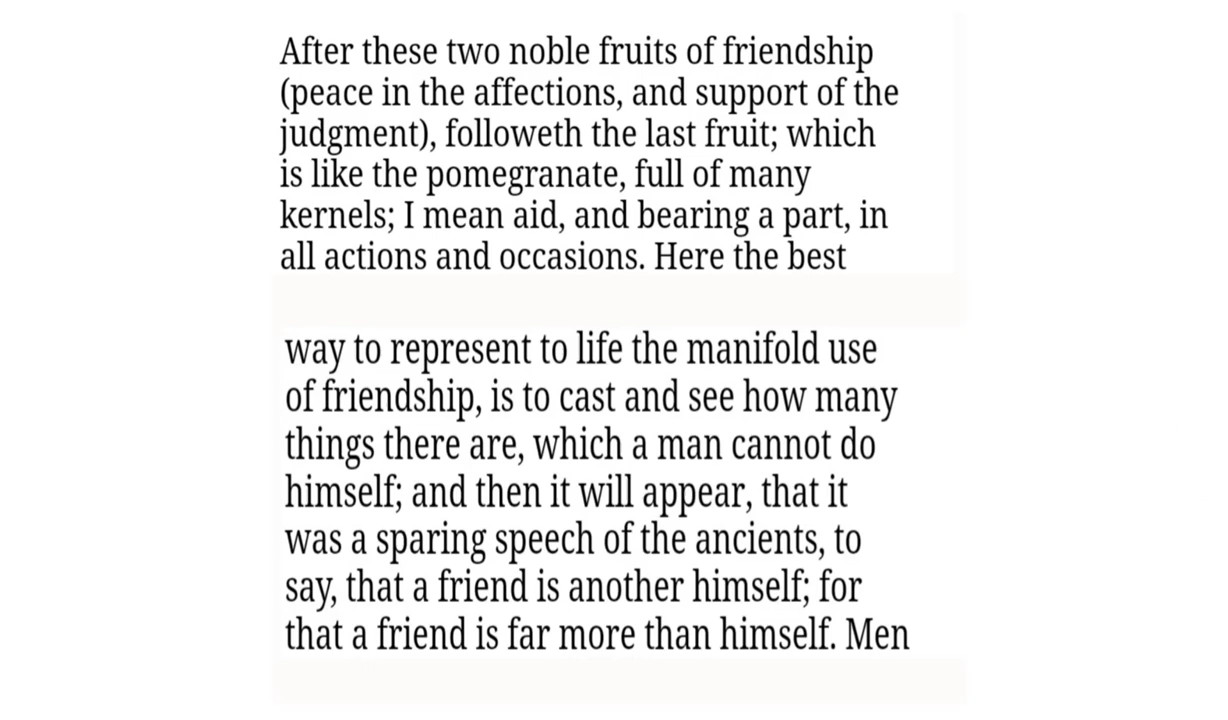 After these two noble fruits of friendship
(peace in the affections, and support of the
judgment), followeth the last fruit; which
is like the pomegranate, full of many
kernels; I mean aid, and bearing a part, in
all actions and occasions. Here the best
way to represent to life the manifold use
of friendship, is to cast and see how many
things there are, which a man cannot do
himself; and then it will appear, that it
was a sparing speech of the ancients, to
say, that a friend is another himself; for
that a friend is far more than himself. Men